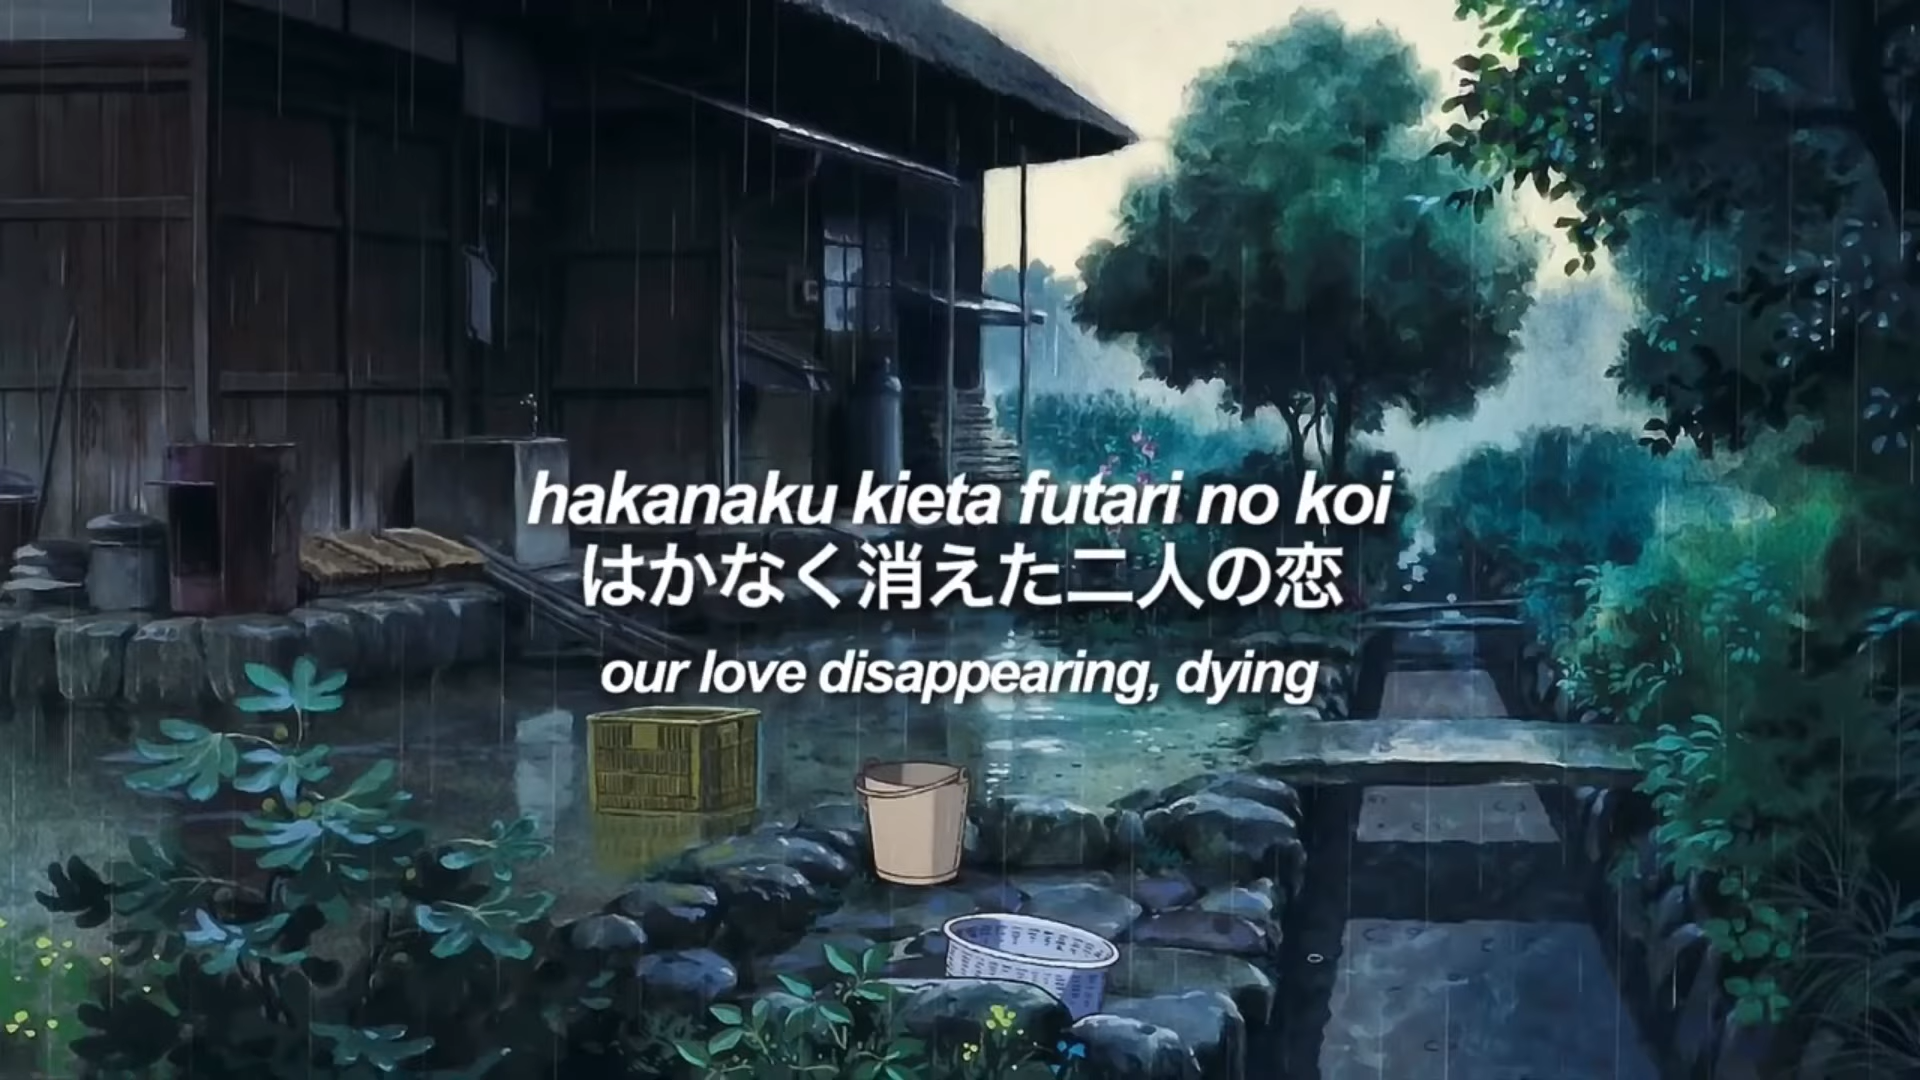 hakanaku kieta futari no koi
はかなく消えた二人の恋
our love disappearing, dying